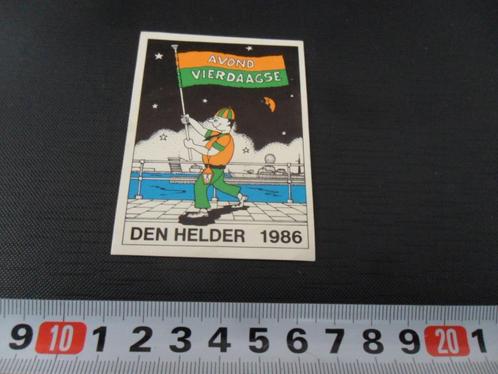 AVOND
VIERDAAGSE
DEN HELDER 1986
9 10 1 2 3 4 5 6 7 8 9 20 1